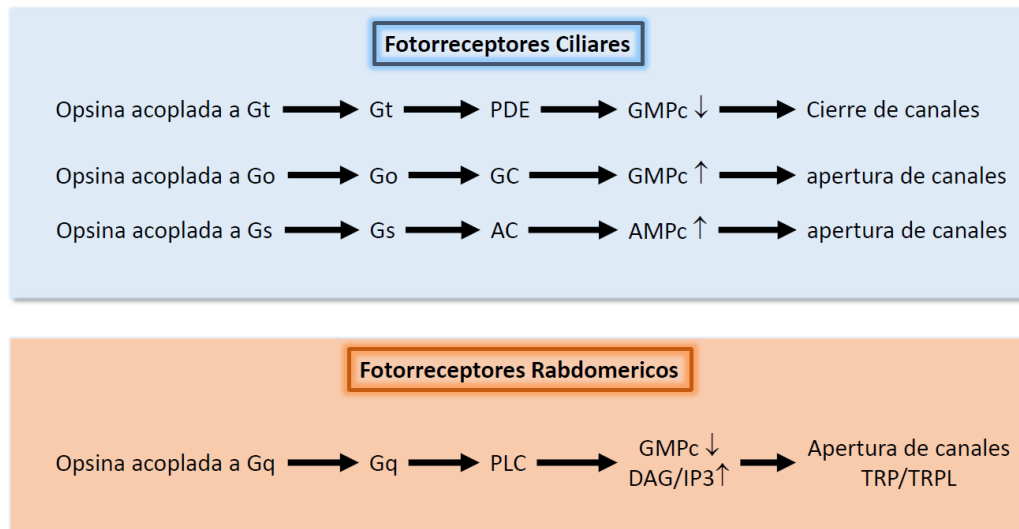 Fotorreceptores Ciliares
Opsina acoplada a Gt Gt PDE GMPc ↓ Cierre de canales
Opsina acoplada a Go Go GC GMPc ↑ apertura de canales
Opsina acoplada a Gs Gs AC AMPc ↑ apertura de canales
Fotorreceptores Rabdomericos
Opsina acoplada a Gq Gq PLC
GMPc ↓
DAG/IP3↑
Apertura de canales
TRP/TRPL